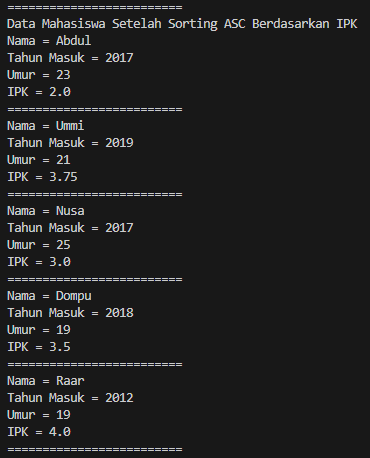 =========================
Data Mahasiswa Setelah Sorting ASC Berdasarkan IPK
Nama = Abdul
Tahun Masuk = 2017
Umur = 23
IPK = 2.0
=========================
Nama = Ummi
Tahun Masuk = 2019
Umur = 21
IPK = 3.75
=========================
Nama = Nusa
Tahun Masuk = 2017
Umur = 25
IPK = 3.0
=========================
Nama = Dompu
Tahun Masuk = 2018
Umur = 19
IPK = 3.5
=========================
Nama = Raar
Tahun Masuk = 2012
Umur = 19
IPK = 4.0
=========================